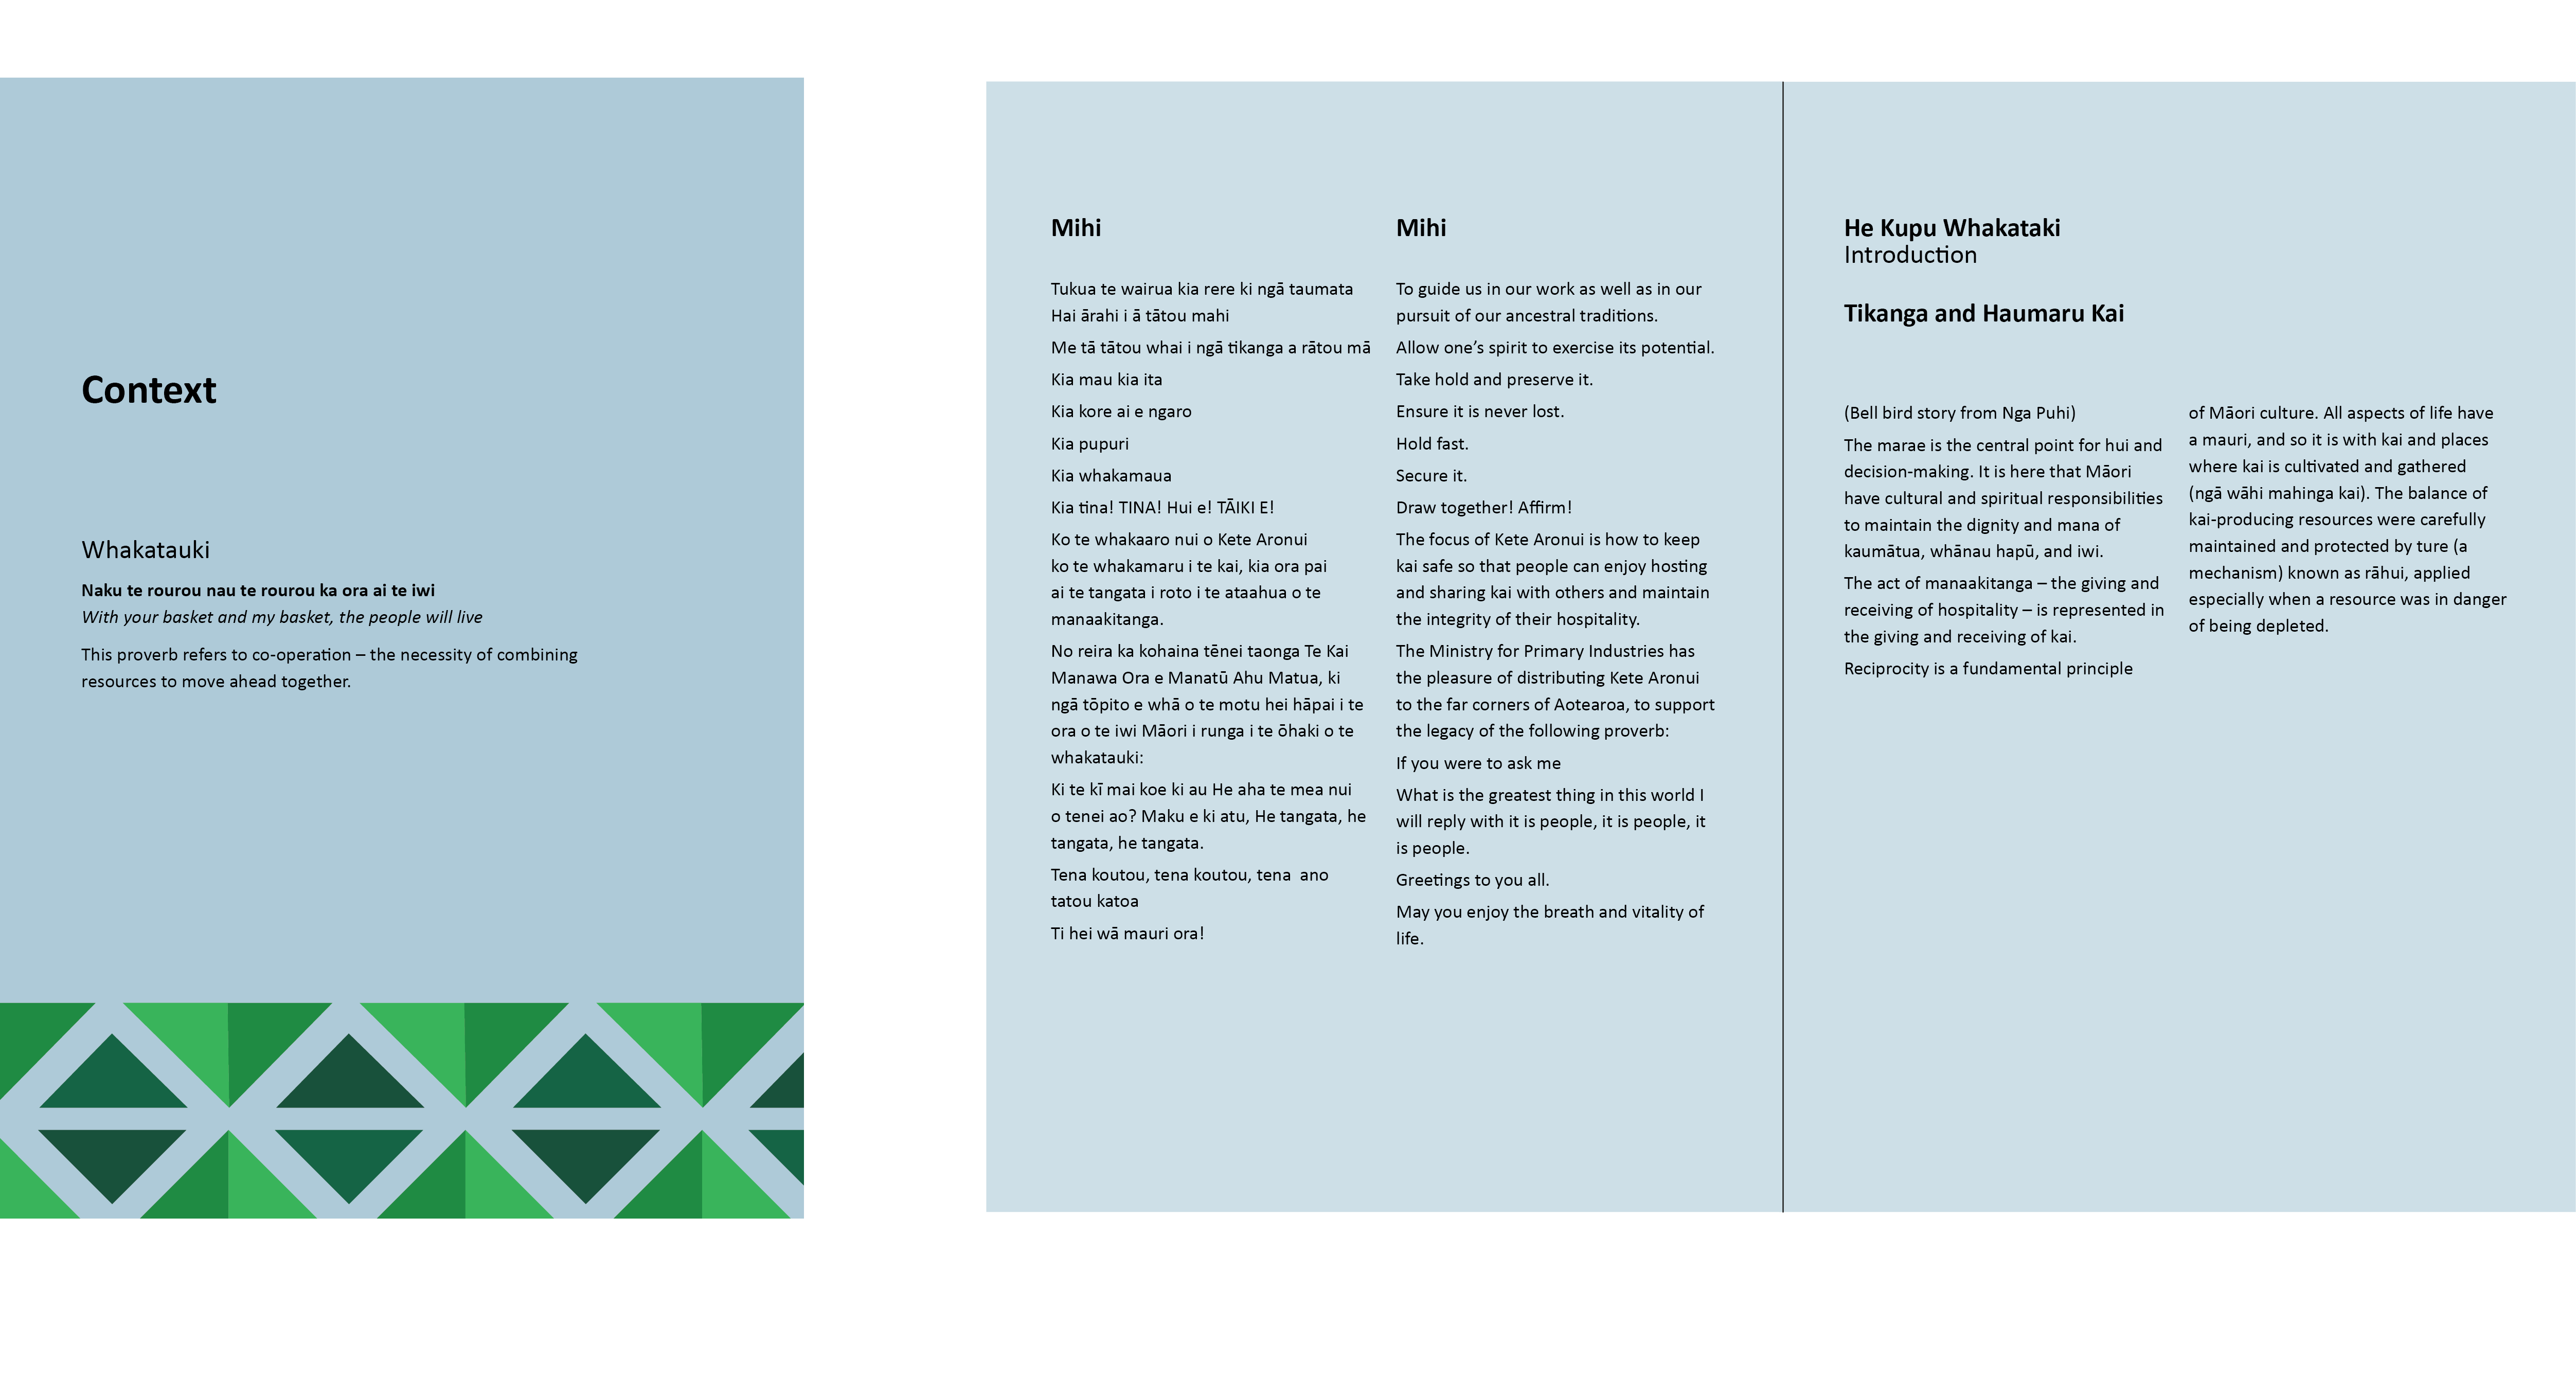 Context
Whakatauki
Naku te rourou nau te rourou ka ora ai te iwi
With your basket and my basket, the people will live
This proverb refers to co-operation – the necessity of combining
resources to move ahead together.
Mihi
Tukua te wairua kia rere ki ngā taumata
Hai ārahi i ā tātou mahi
Me tā tātou whai i ngā tikanga a rātou mā
Kia mau kia ita
Kia kore ai e ngaro
Kia pupuri
Kia whakamaua
Kia tina! TINA! Hui e! TĀIKI E!
Ko te whakaaro nui o Kete Aronui
ko te whakamaru i te kai, kia ora pai
ai te tangata i roto i te ataahua o te
manaakitanga.
No reira ka kohaina tēnei taonga Te Kai
Manawa Ora e Manatū Ahu Matua, ki
ngā tōpito e whā o te motu hei hāpai i te
ora o te iwi Māori i runga i te ōhaki o te
whakatauki:
Ki te kī mai koe ki au He aha te mea nui
o tenei ao? Maku e ki atu, He tangata, he
tangata, he tangata.
Tena koutou, tena koutou, tena  ano
tatou katoa
Ti hei wā mauri ora!
Mihi
To guide us in our work as well as in our
pursuit of our ancestral traditions.
Allow one’s spirit to exercise its potential.
Take hold and preserve it.
Ensure it is never lost.
Hold fast.
Secure it.
Draw together! Affirm!
The focus of Kete Aronui is how to keep
kai safe so that people can enjoy hosting
and sharing kai with others and maintain
the integrity of their hospitality.
The Ministry for Primary Industries has
the pleasure of distributing Kete Aronui
to the far corners of Aotearoa, to support
the legacy of the following proverb:
If you were to ask me
What is the greatest thing in this world I
will reply with it is people, it is people, it
is people.
Greetings to you all.
May you enjoy the breath and vitality of
life.
He Kupu Whakataki
Introduction
Tikanga and Haumaru Kai
(Bell bird story from Nga Puhi)
The marae is the central point for hui and
decision-making. It is here that Māori
have cultural and spiritual responsibilities
to maintain the dignity and mana of
kaumātua, whānau hapū, and iwi.
The act of manaakitanga – the giving and
receiving of hospitality – is represented in
the giving and receiving of kai.
Reciprocity is a fundamental principle
of Māori culture. All aspects of life have
a mauri, and so it is with kai and places
where kai is cultivated and gathered
(ngā wāhi mahinga kai). The balance of
kai-producing resources were carefully
maintained and protected by ture (a
mechanism) known as rāhui, applied
especially when a resource was in danger
of being depleted.